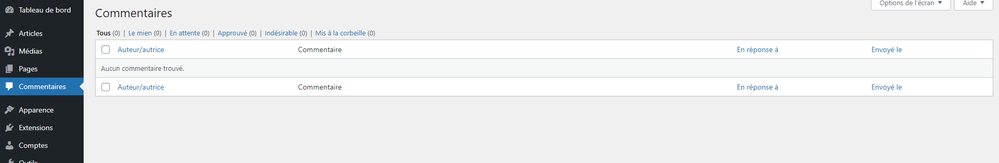 Tableau de bord
Articles
Médias
Pages
Commentaires
Apparence
Extensions
Comptes
Outils
Options de l'écran ▼ Aide ▼
Commentaires
Tous (0) | Le mien (0) | En attente (0) | Approuvé (0) | Indésirable (0) | Mis à la corbeille (0)
Auteur/autrice Commentaire En réponse à Envoyé le
Aucun commentaire trouvé.
Auteur/autrice Commentaire En réponse à Envoyé le